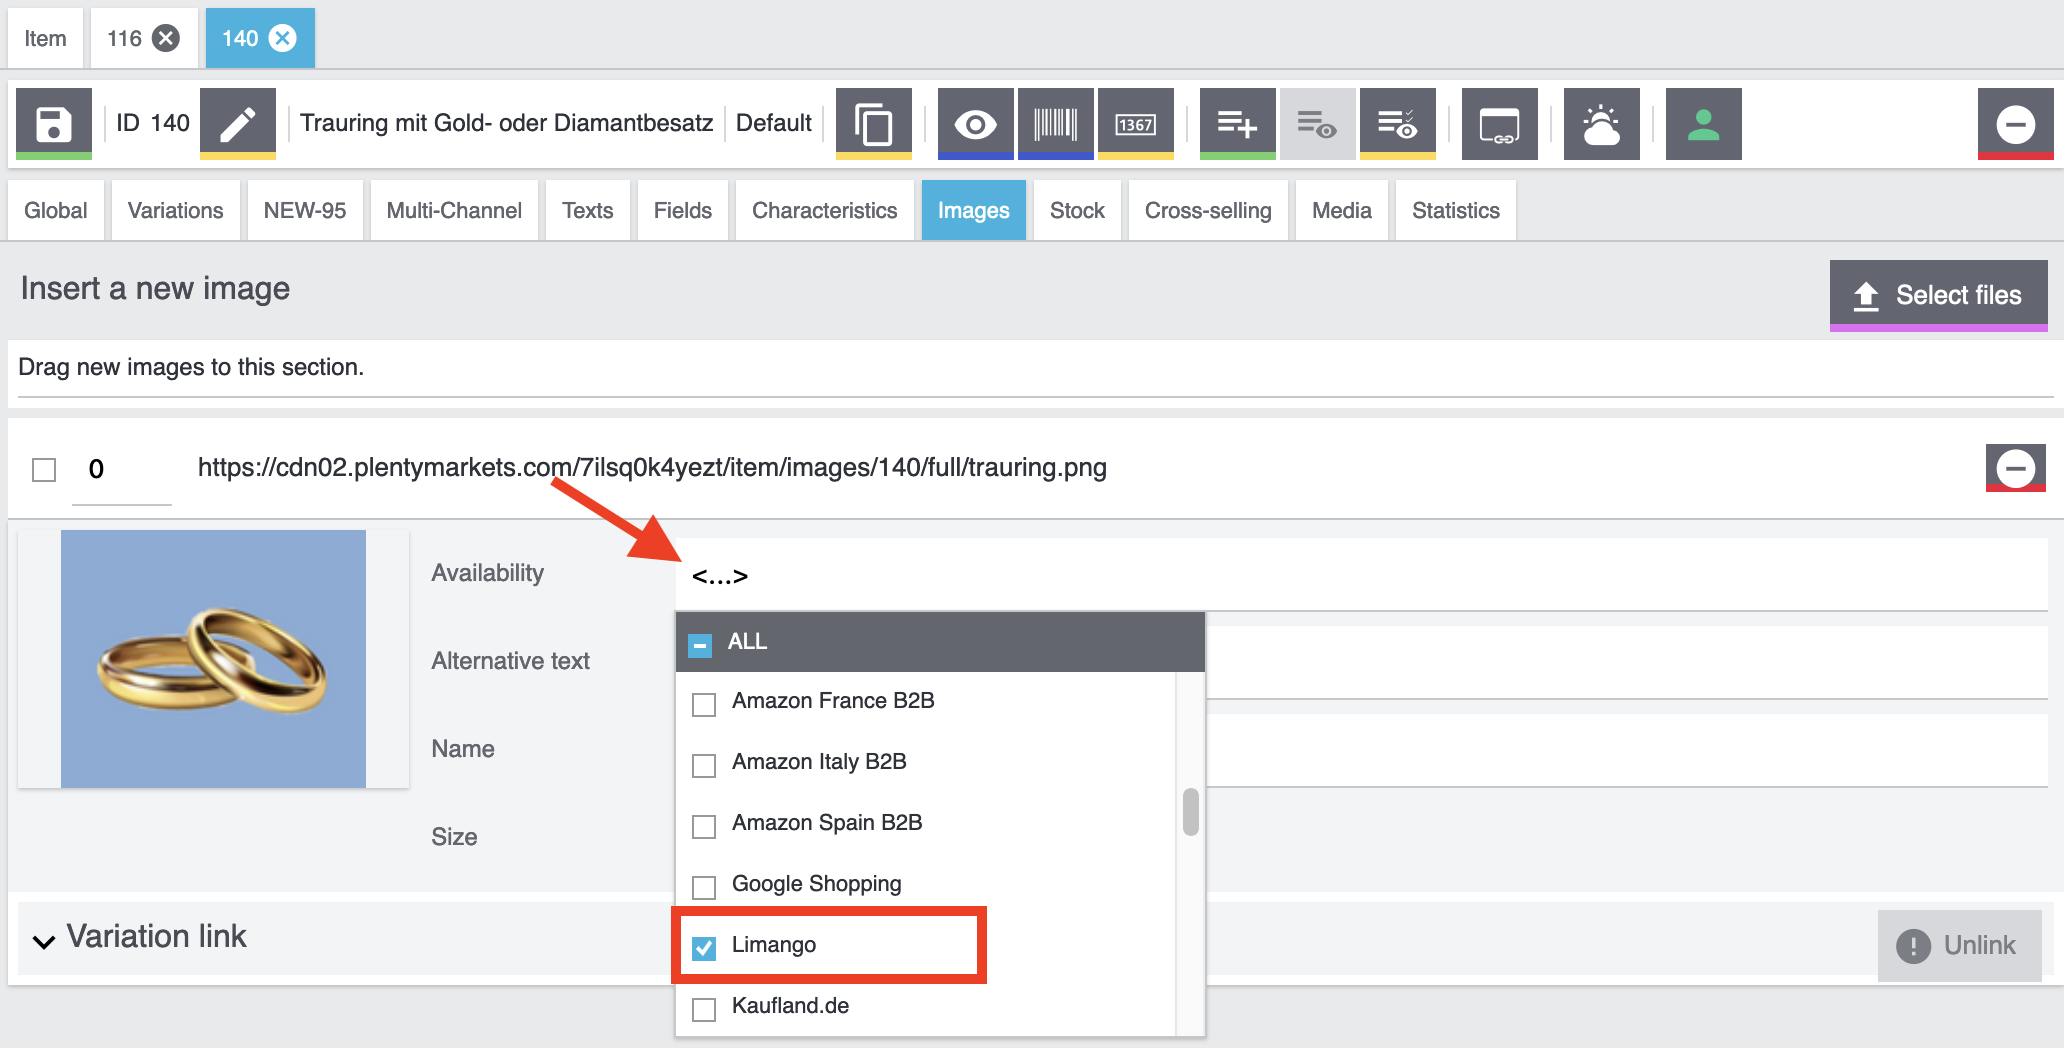 Item 116 140
ID 140 Trauring mit Gold- oder Diamantbesatz Default 1367
Global Variations NEW-95 Multi-Channel Texts Fields Characteristics Images Stock Cross-selling Media Statistics
Insert a new image Select files
Drag new images to this section.
0 https://cdn02.plentymarkets.com/7ilsq0k4yezt/item/images/140/full/trauring.png
Availability <...>
ALL
Alternative text
Amazon France B2B
Name
Amazon Italy B2B
Size
Amazon Spain B2B
Google Shopping
Variation link Limango Unlink
Kaufland.de